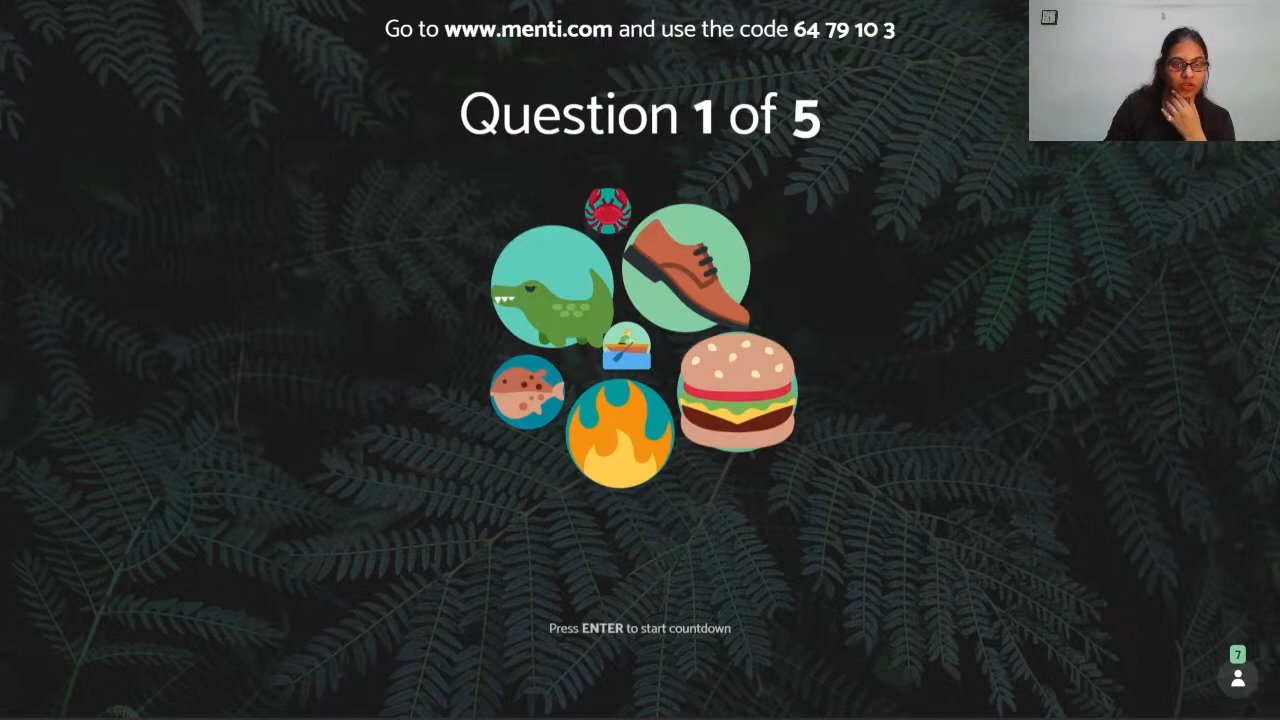 Go to www.menti.com and use the code 64 79 10 3
Question 1 of 5
Press ENTER to start countdown
7